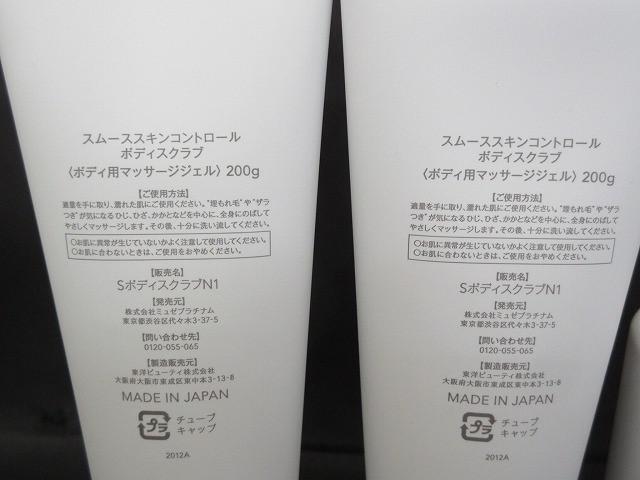 スムーススキンコントロール
ボディスクラブ
〈ボディ用マッサージジェル〉200g
【ご使用方法】
適量を手に取り、濡れた肌にご使用ください。"埋もれ毛"や"ザラ
つき"が気になるひじ、ひざ、かかとなどを中心に、全身にのばして
やさしくマッサージします。その後、十分に洗い流してください。
○お肌に異常が生じていないかよく注意して使用してください。
○お肌に合わないときは、ご使用をおやめください。
【販売名】
SボディスクラブN1
【発売元】
株式会社ミュゼプラチナム
東京都渋谷区代々木3-37-5
【問い合わせ先】
0120-055-065
【製造販売元】
東洋ビューティ株式会社
大阪府大阪市東成区東中本3-13-8
MADE IN JAPAN
プラ
チューブ
キャップ
2012A
スムーススキンコントロール
ボディスクラブ
〈ボディ用マッサージジェル〉200g
【ご使用方法】
適量を手に取り、濡れた肌にご使用ください。"埋もれ毛"や"ザラ
つき"が気になるひじ、ひざ、かかとなどを中心に、全身にのばして
やさしくマッサージします。その後、十分に洗い流してください。
○お肌に異常が生じていないかよく注意して使用してください。
○お肌に合わないときは、ご使用をおやめください。
【販売名】
SボディスクラブN1
【発売元】
株式会社ミュゼプラチナム
東京都渋谷区代々木3-37-5
【問い合わせ先】
0120-055-065
【製造販売元】
東洋ビューティ株式会社
大阪府大阪市東成区東中本3-13-8
MADE IN JAPAN
プラ
チューブ
キャップ
2012A